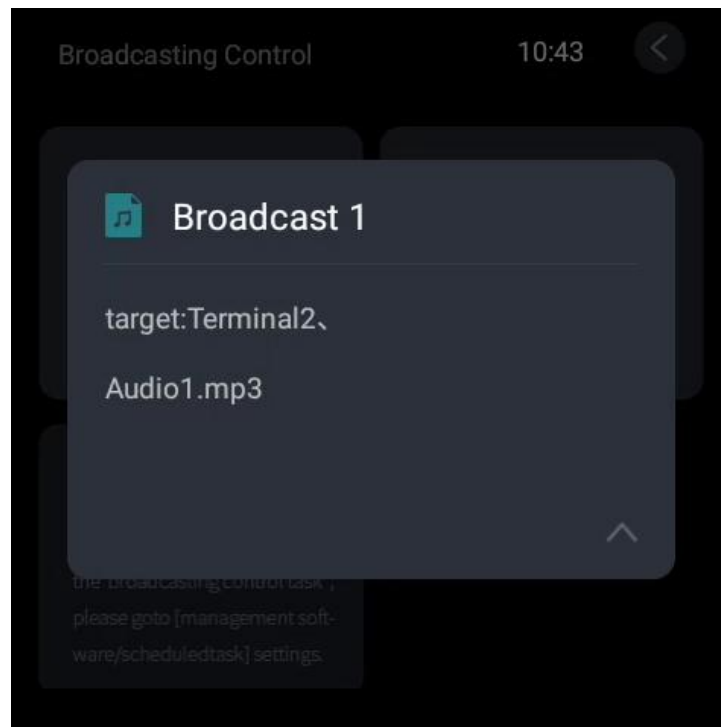 Broadcasting Control
10:43
Broadcast 1
target:Terminal2、
Audio1.mp3
the"broadcasting control task",
please goto [management soft-
ware/scheduledtask] settings.